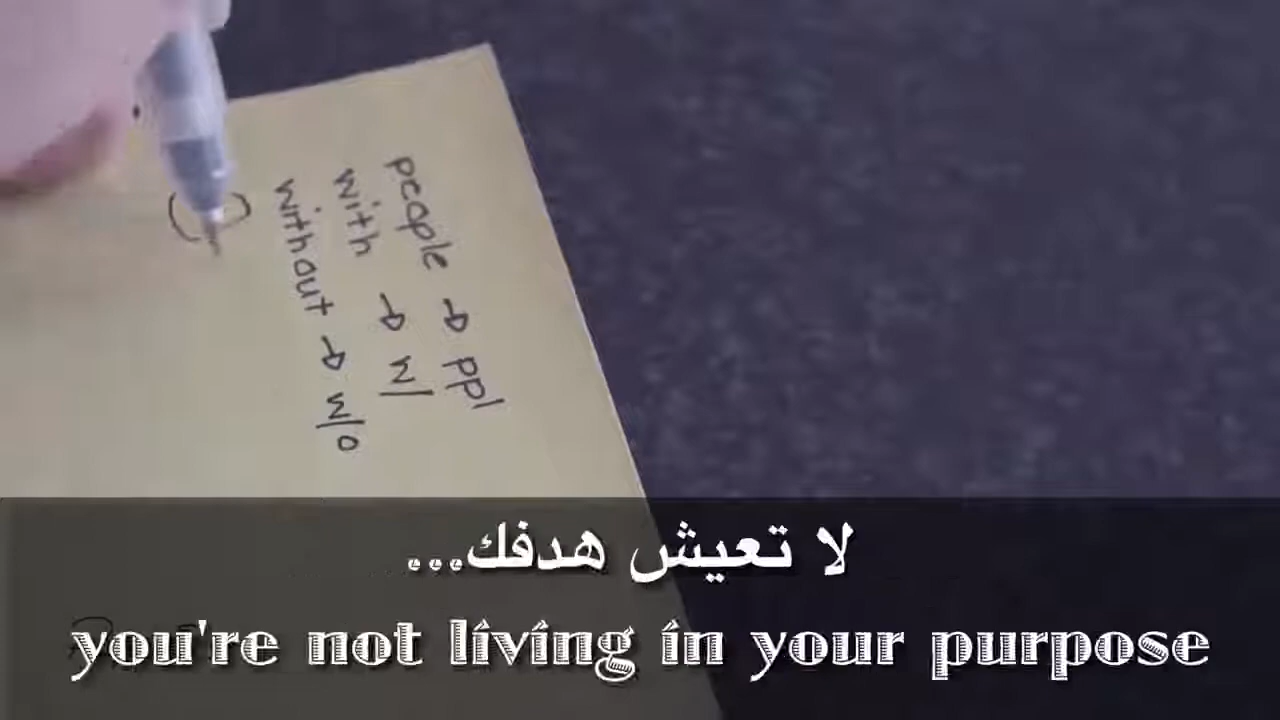 people → ppl
with → w/
without → w/o
لا تعيش هدفك...
you're not living in your purpose